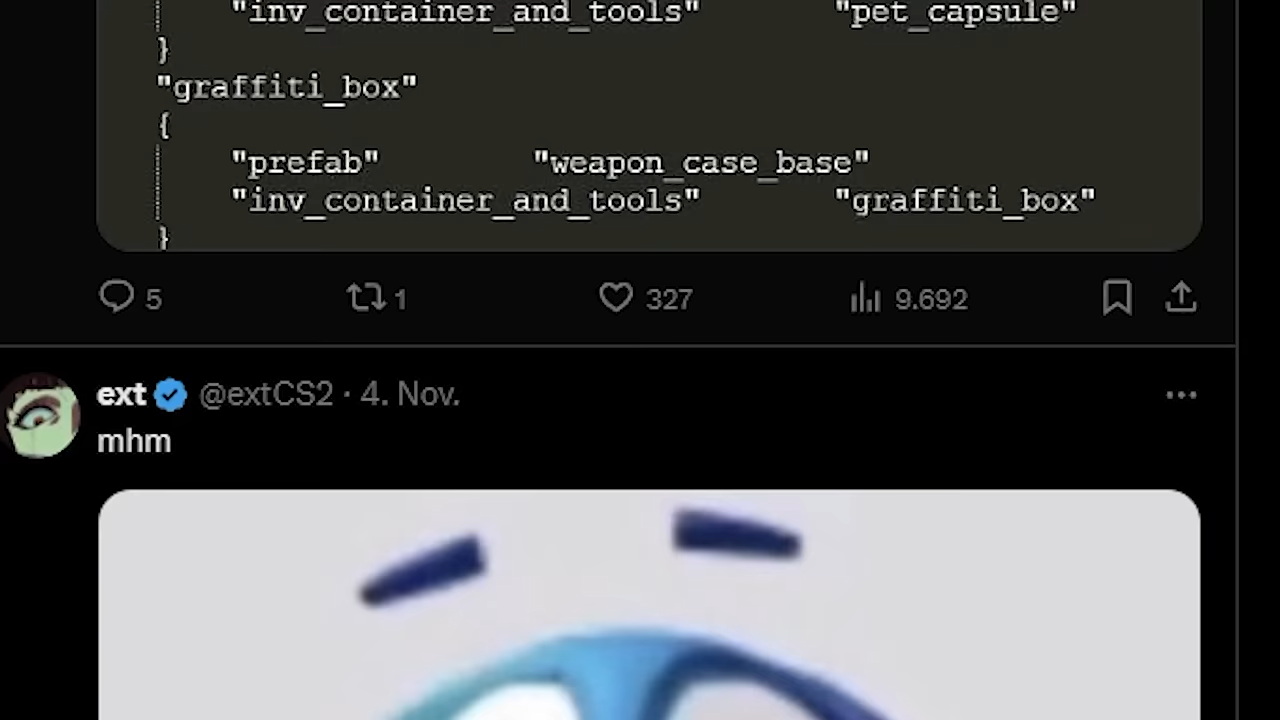 "inv_container_and_tools" "pet_capsule"
}
"graffiti_box"
{
"prefab" "weapon_case_base"
"inv_container_and_tools" "graffiti_box"
}
5 1 327 9.692
ext @extCS2 · 4. Nov.
mhm